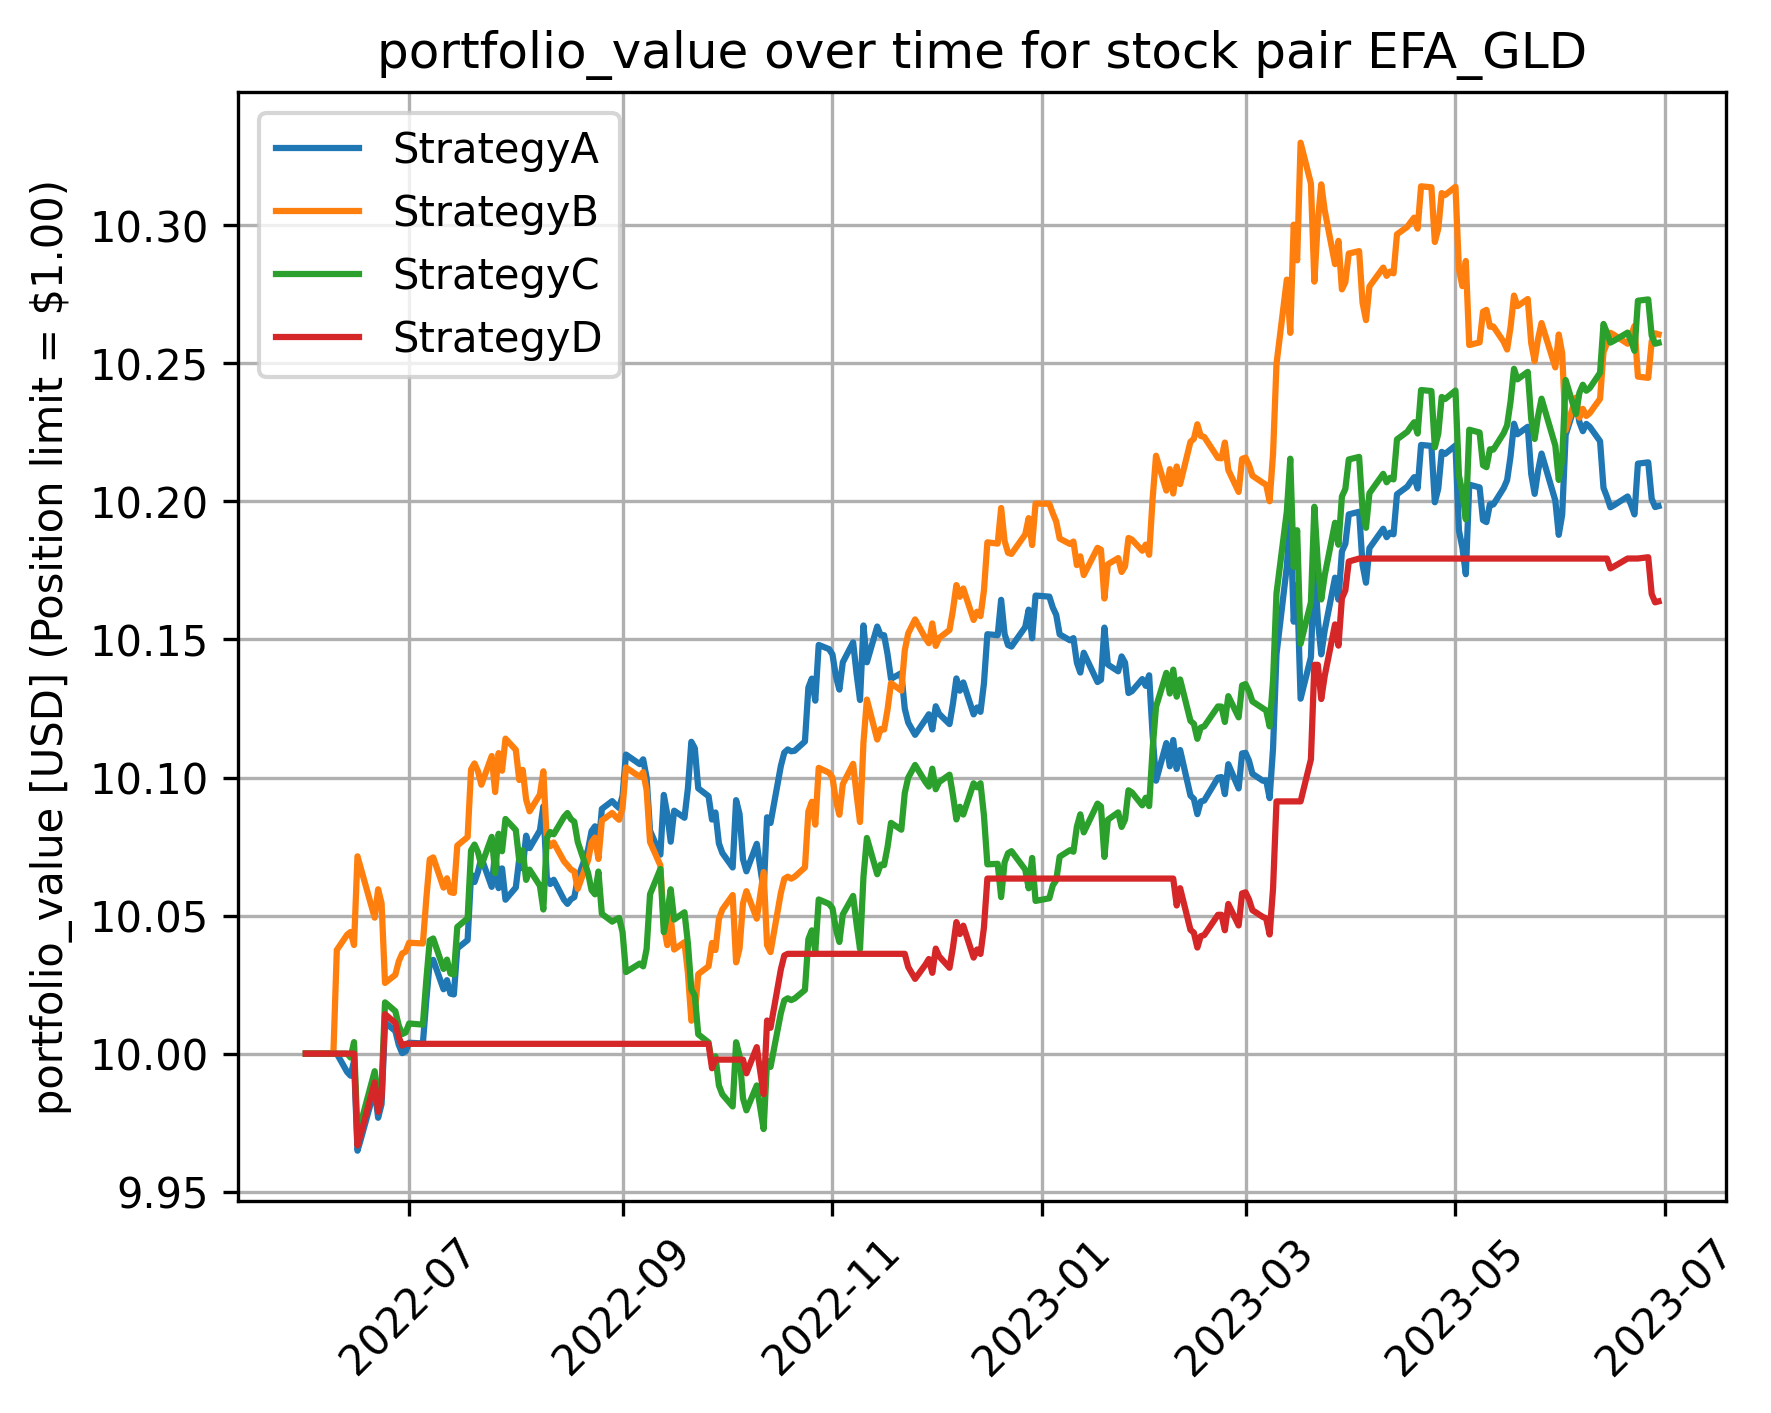 portfolio_value over time for stock pair EFA_GLD
StrategyA
StrategyB
StrategyC
StrategyD
portfolio_value [USD] (Position limit = $1.00)
10.30
10.25
10.20
10.15
10.10
10.05
10.00
9.95
2022-07
2022-09
2022-11
2023-01
2023-03
2023-05
2023-07